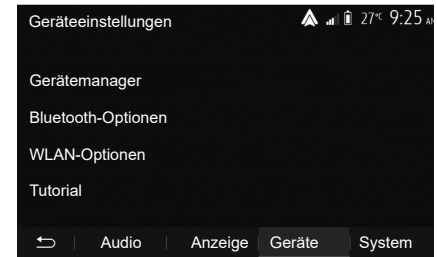 Geräteeinstellungen 27°C 9:25 AM
Gerätemanager
Bluetooth-Optionen
WLAN-Optionen
Tutorial
Audio Anzeige Geräte System